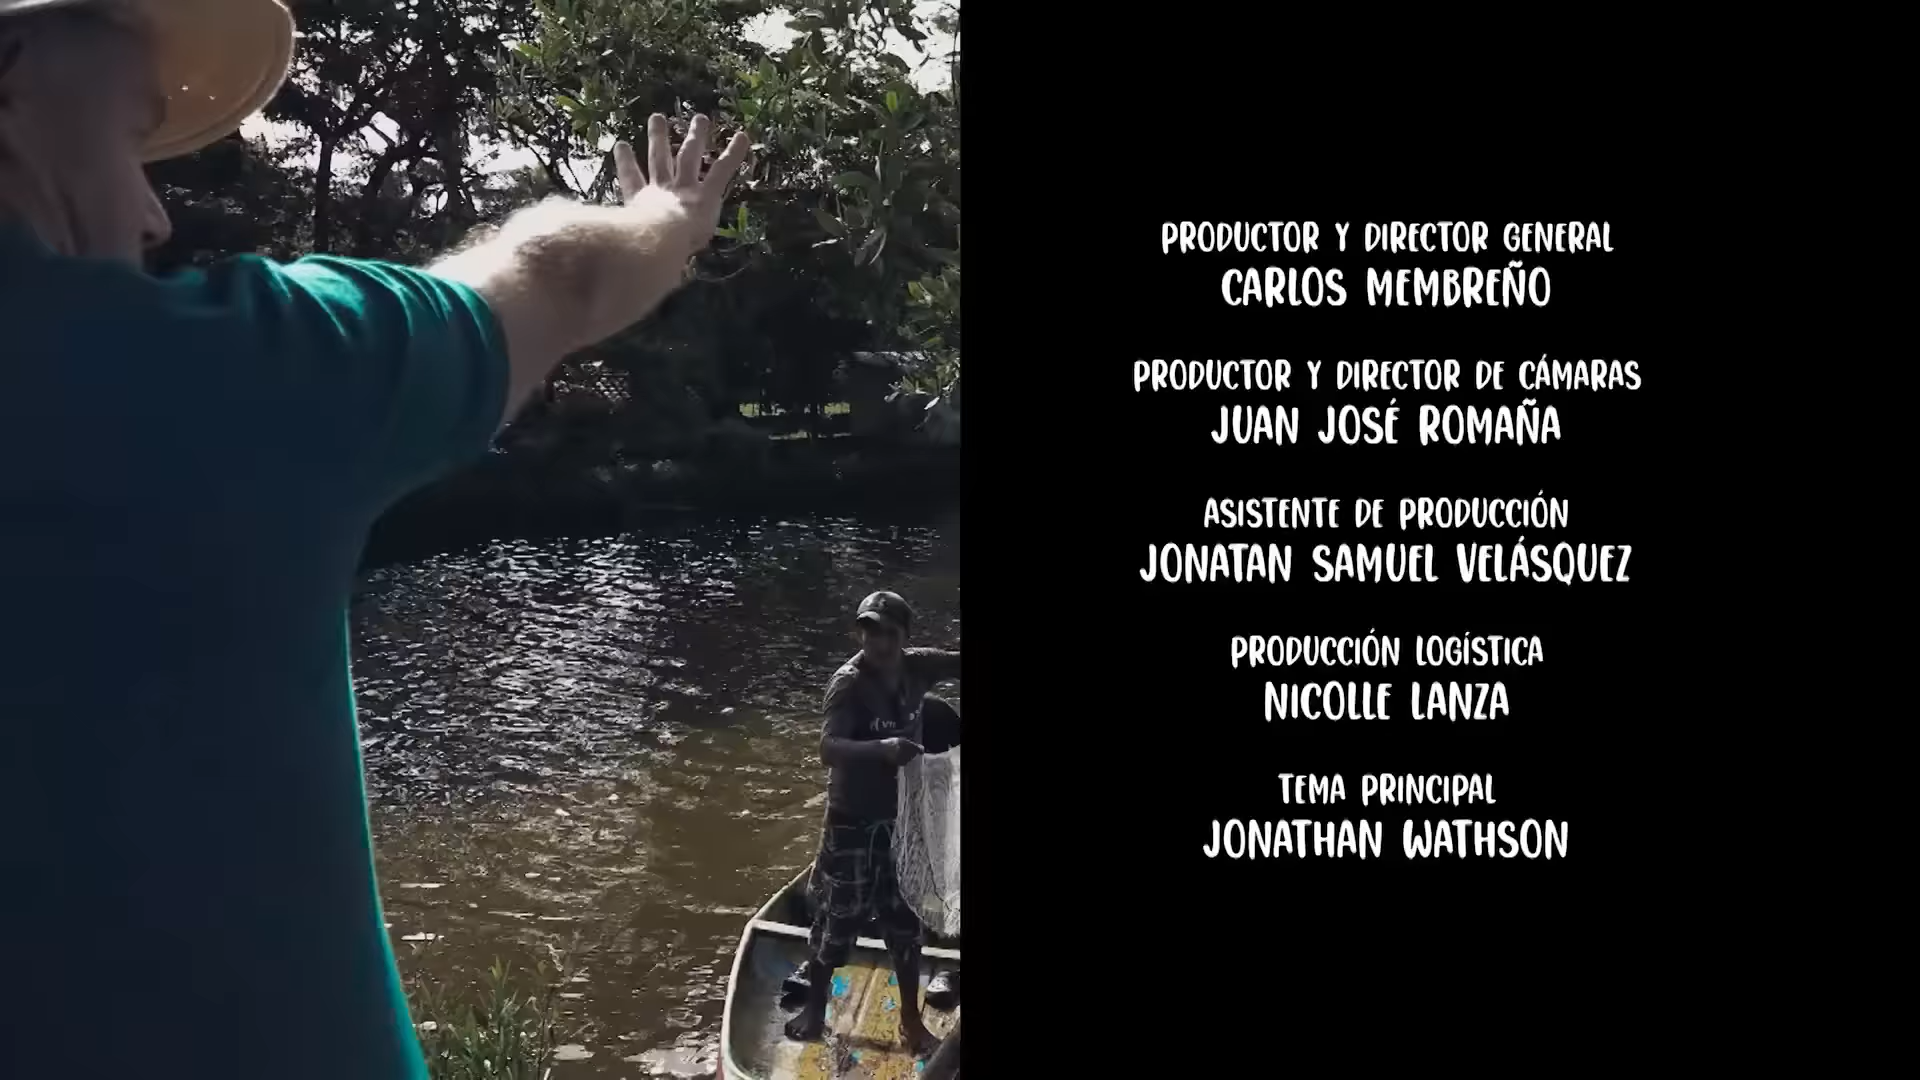 PRODUCTOR Y DIRECTOR GENERAL
CARLOS MEMBREÑO
PRODUCTOR Y DIRECTOR DE CÁMARAS
JUAN JOSÉ ROMAÑA
ASISTENTE DE PRODUCCIÓN
JONATAN SAMUEL VELÁSQUEZ
PRODUCCIÓN LOGÍSTICA
NICOLLE LANZA
TEMA PRINCIPAL
JONATHAN WATHSON